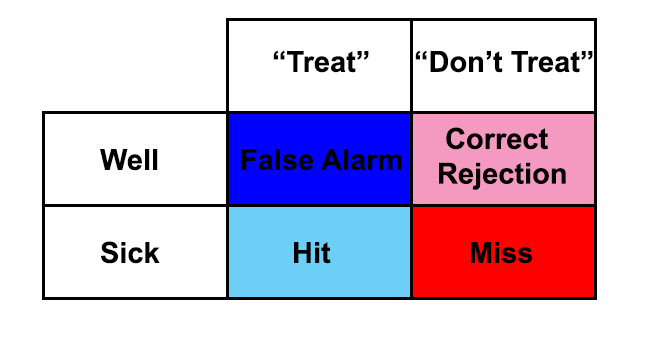 “Treat” “Don’t Treat”
Well False Alarm Correct
Rejection
Sick Hit Miss